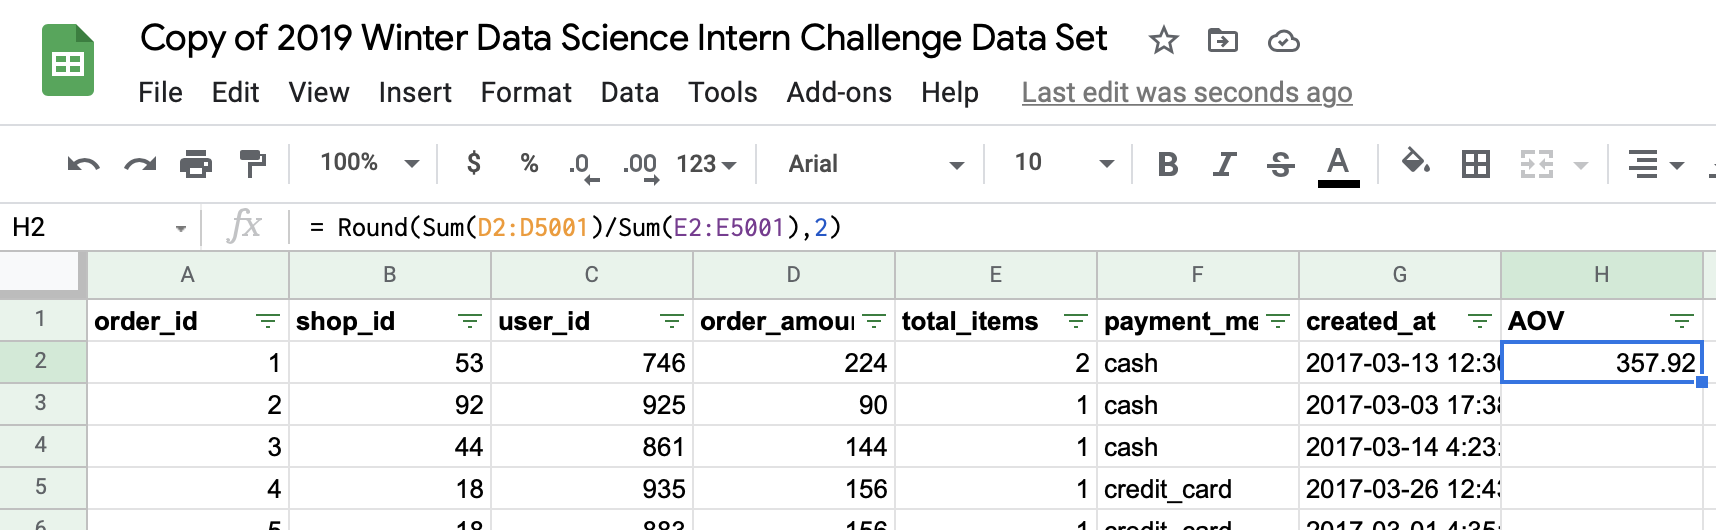 Copy of 2019 Winter Data Science Intern Challenge Data Set
File Edit View Insert Format Data Tools Add-ons Help Last edit was seconds ago
100% $ % .0 .00 123 Arial 10 B I S A
H2 fx = Round(Sum(D2:D5001)/Sum(E2:E5001),2)
A B C D E F G H
1 order_id shop_id user_id order_amour total_items payment_me created_at AOV
2 1 53 746 224 2 cash 2017-03-13 12:36 357.92
3 2 92 925 90 1 cash 2017-03-03 17:38
4 3 44 861 144 1 cash 2017-03-14 4:23:
5 4 18 935 156 1 credit_card 2017-03-26 12:43
6 5 18 883 156 1 credit_card 2017-03-01 4:35: